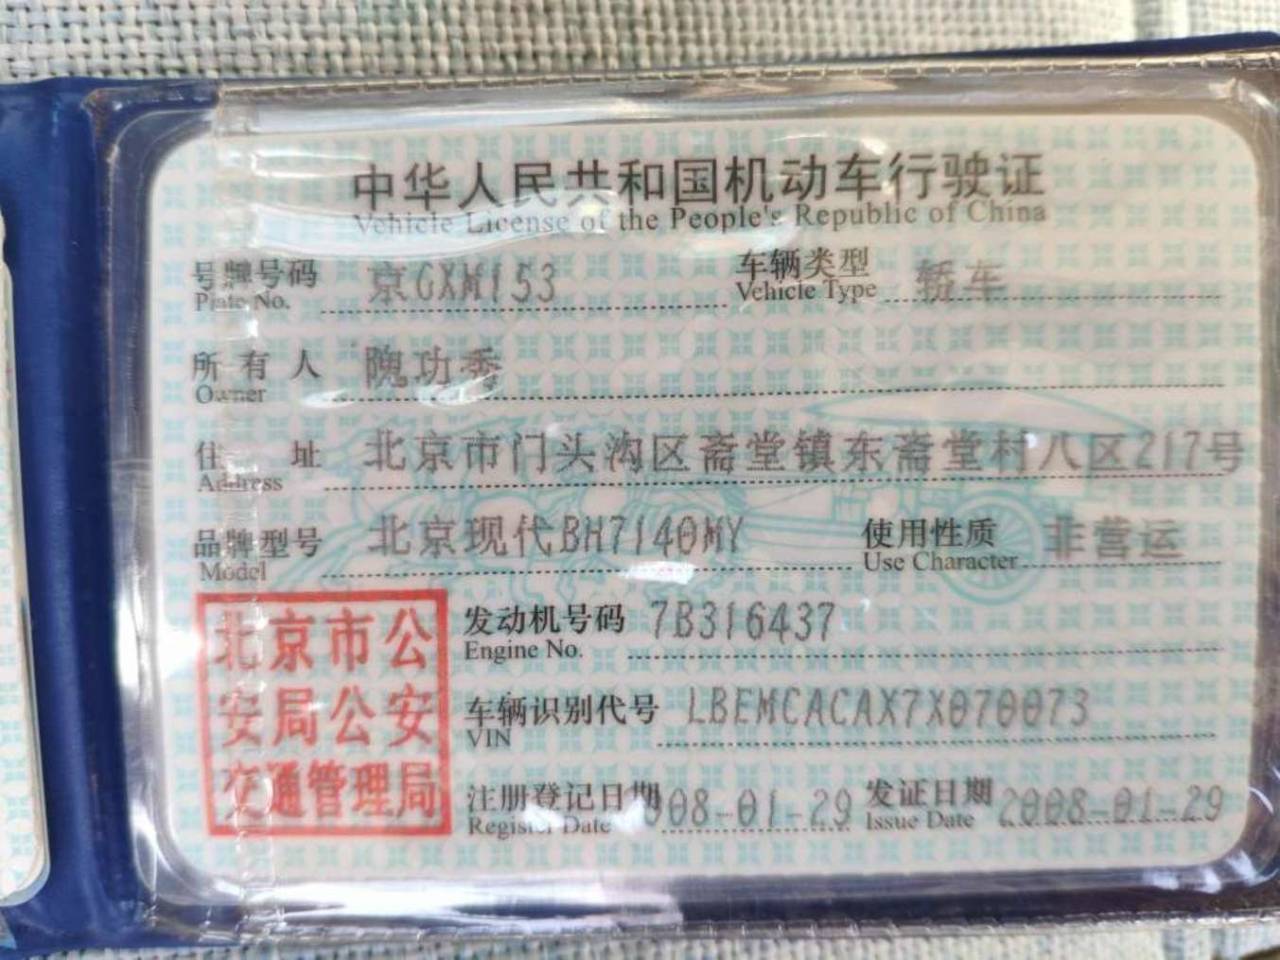 中华人民共和国机动车行驶证
Vehicle License of the People's Republic of China
号牌号码 京GXM153 车辆类型 轿车
Plate No. Vehicle Type
所有人 隗功秀
Owner
住址 北京市门头沟区斋堂镇东斋堂村八区217号
Address
品牌型号 北京现代BH7140MY 使用性质 非营运
Model Use Character
北京市公
安局公安
交通管理局
发动机号码 7B316437
Engine No.
车辆识别代号 LBEMCACAX7X070073
VIN
注册登记日期 008-01-29 发证日期 2008-01-29
Register Date Issue Date